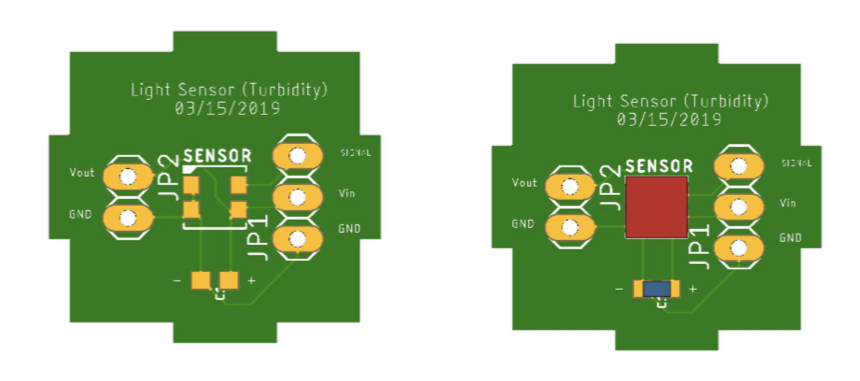 Light Sensor (Turbidity)
03/15/2019
SENSOR
JP2
SIGNAL
Vout
Vin
GND
JP1
GND
-
+
C1
Light Sensor (Turbidity)
03/15/2019
SENSOR
JP2
SIGNAL
Vout
Vin
GND
JP1
GND
-
+